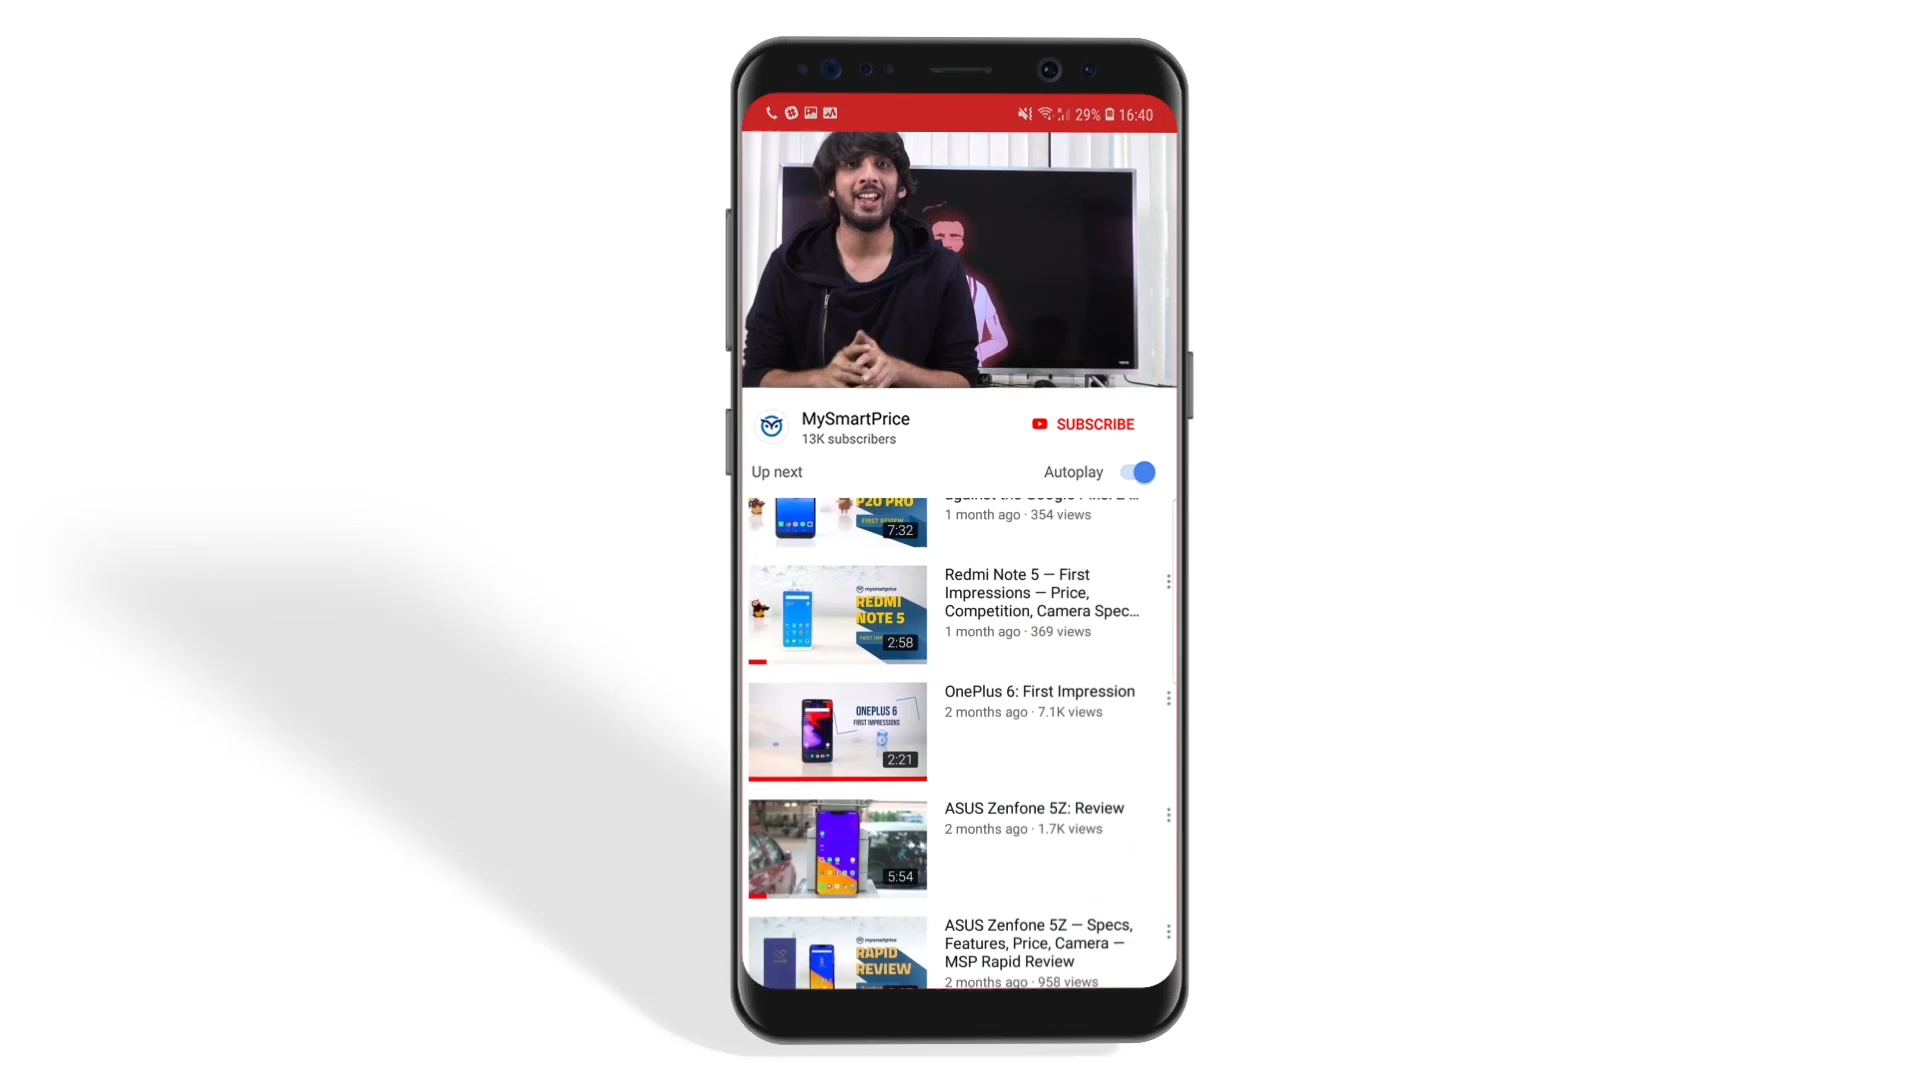 29% 16:40
MySmartPrice
13K subscribers
SUBSCRIBE
Up next
Autoplay
P20 PRO
FIRST REVIEW
7:32
1 month ago · 354 views
mysmartprice
REDMI
NOTE 5
2:58
Redmi Note 5 — First
Impressions — Price,
Competition, Camera Spec...
1 month ago · 369 views
ONEPLUS 6
FIRST IMPRESSIONS
2:21
OnePlus 6: First Impression
2 months ago · 7.1K views
5:54
ASUS Zenfone 5Z: Review
2 months ago · 1.7K views
mysmartprice
RAPID
REVIEW
ASUS Zenfone 5Z — Specs,
Features, Price, Camera —
MSP Rapid Review
2 months ago · 958 views